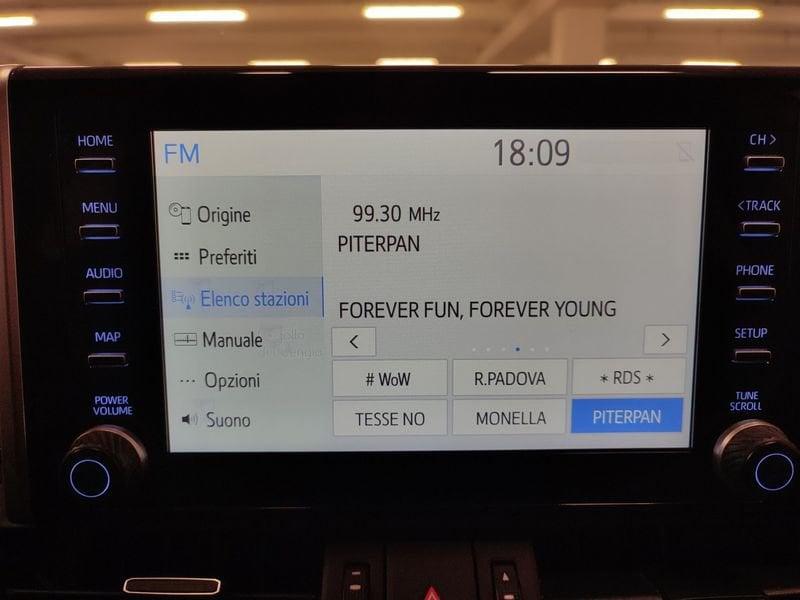 HOME
MENU
AUDIO
MAP
POWER
VOLUME
FM
18:09
Origine
Preferiti
Elenco stazioni
Manuale
Opzioni
Suono
99.30 MHz
PITERPAN
FOREVER FUN, FOREVER YOUNG
<
>
# WoW
R.PADOVA
* RDS *
TESSE NO
MONELLA
PITERPAN
CH >
< TRACK
PHONE
SETUP
TUNE
SCROLL